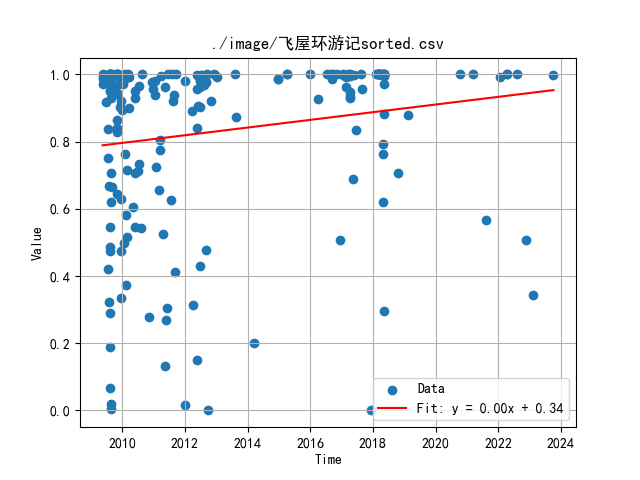 ./image/飞屋环游记sorted.csv
Value
1.0
0.8
0.6
0.4
0.2
0.0
Data
Fit: y = 0.00x + 0.34
2010 2012 2014 2016 2018 2020 2022 2024
Time